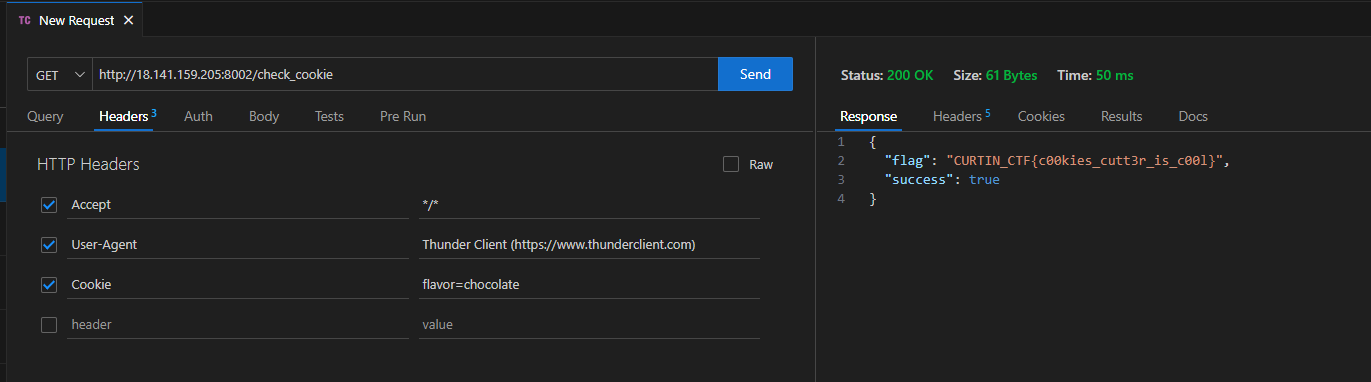 TC New Request ×
GET http://18.141.159.205:8002/check_cookie Send
Query Headers 3 Auth Body Tests Pre Run
HTTP Headers Raw
Accept */*
User-Agent Thunder Client (https://www.thunderclient.com)
Cookie flavor=chocolate
header value
Status: 200 OK Size: 61 Bytes Time: 50 ms
Response Headers 5 Cookies Results Docs
1 {
2 "flag": "CURTIN_CTF{c00kies_cutt3r_is_c00l}",
3 "success": true
4 }